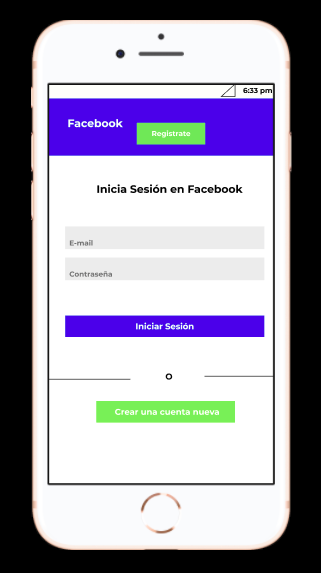 6:33 pm
Facebook
Registrate
Inicia Sesión en Facebook
E-mail
Contraseña
Iniciar Sesión
O
Crear una cuenta nueva